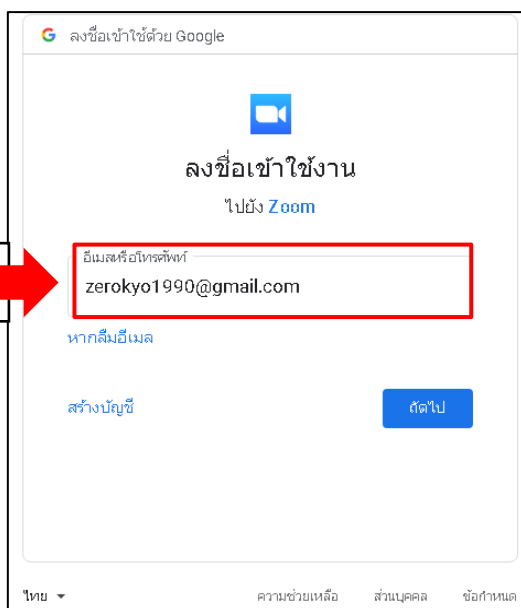 ลงชื่อเข้าใช้ด้วย Google
ลงชื่อเข้าใช้งาน
ไปยัง Zoom
อีเมลหรือโทรศัพท์
zerokyo1990@gmail.com
หากลืมอีเมล
สร้างบัญชี
ถัดไป
ไทย
ความช่วยเหลือ ส่วนบุคคล ข้อกำหนด